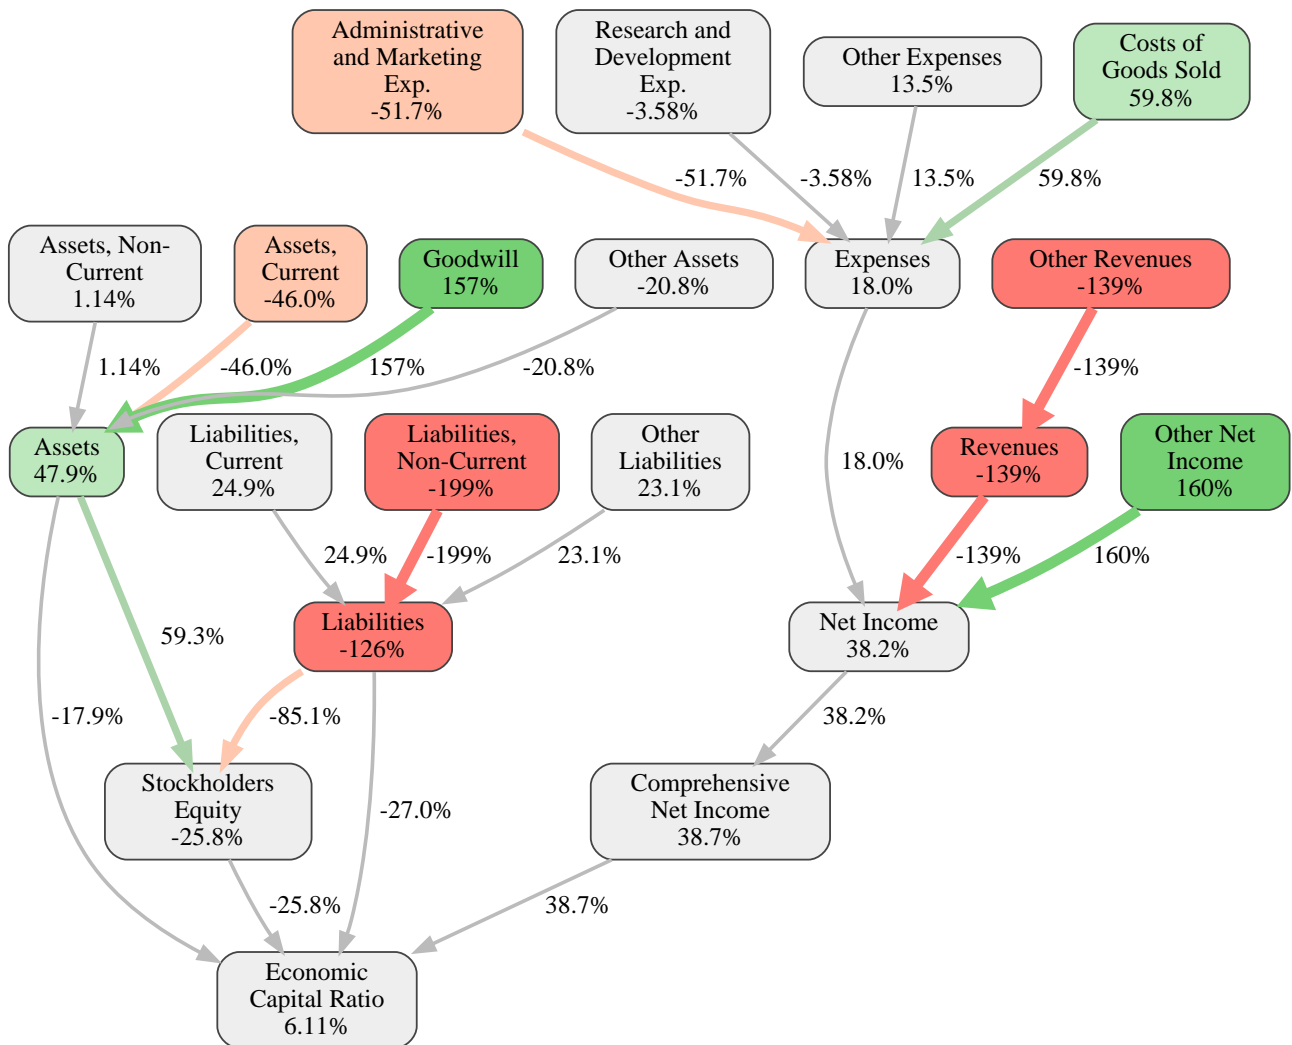 Administrative
and Marketing
Exp.
-51.7%
Research and
Development
Exp.
-3.58%
Other Expenses
13.5%
Costs of
Goods Sold
59.8%
-51.7%
-3.58%
13.5%
59.8%
Assets, Non-
Current
1.14%
Assets,
Current
-46.0%
Goodwill
157%
Other Assets
-20.8%
Expenses
18.0%
Other Revenues
-139%
1.14%
-46.0%
157%
-20.8%
-139%
Assets
47.9%
Liabilities,
Current
24.9%
Liabilities,
Non-Current
-199%
Other
Liabilities
23.1%
18.0%
Revenues
-139%
Other Net
Income
160%
24.9%
-199%
23.1%
-139%
160%
59.3%
Liabilities
-126%
Net Income
38.2%
-17.9%
-85.1%
38.2%
Stockholders
Equity
-25.8%
-27.0%
Comprehensive
Net Income
38.7%
-25.8%
38.7%
Economic
Capital Ratio
6.11%